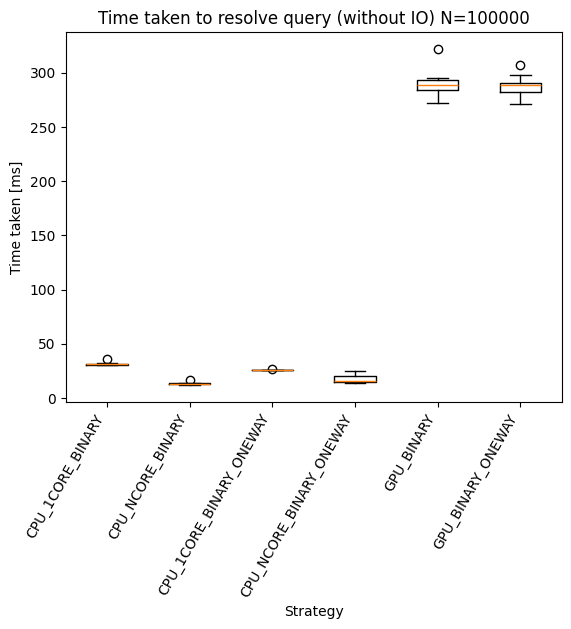 Time taken to resolve query (without IO) N=100000
Time taken [ms]
300
250
200
150
100
50
0
CPU_1CORE_BINARY
CPU_NCORE_BINARY
CPU_1CORE_BINARY_ONEWAY
CPU_NCORE_BINARY_ONEWAY
GPU_BINARY
GPU_BINARY_ONEWAY
Strategy